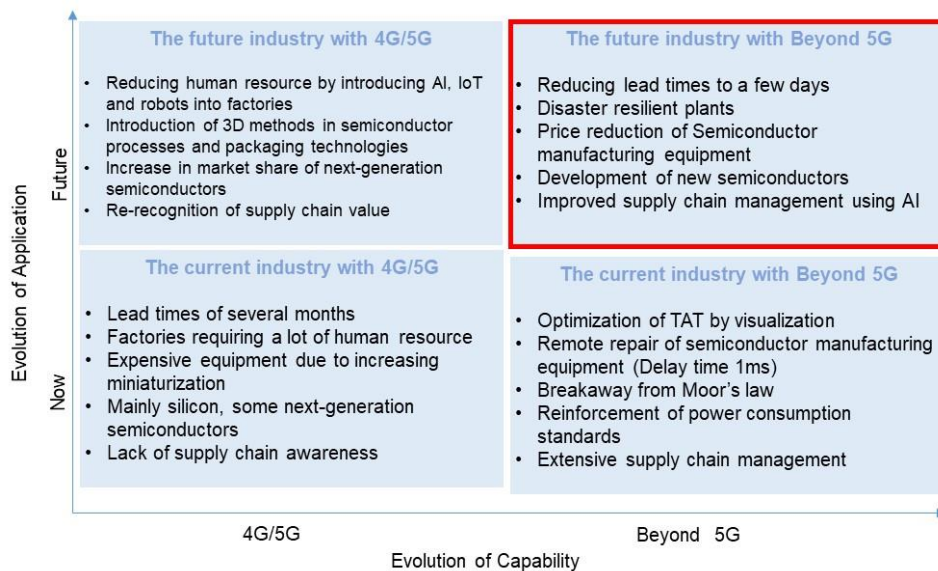 The future industry with 4G/5G
• Reducing human resource by introducing AI, IoT
and robots into factories
• Introduction of 3D methods in semiconductor
processes and packaging technologies
• Increase in market share of next-generation
semiconductors
• Re-recognition of supply chain value
The future industry with Beyond 5G
• Reducing lead times to a few days
• Disaster resilient plants
• Price reduction of Semiconductor
manufacturing equipment
• Development of new semiconductors
• Improved supply chain management using AI
The current industry with 4G/5G
• Lead times of several months
• Factories requiring a lot of human resource
• Expensive equipment due to increasing
miniaturization
• Mainly silicon, some next-generation
semiconductors
• Lack of supply chain awareness
The current industry with Beyond 5G
• Optimization of TAT by visualization
• Remote repair of semiconductor manufacturing
equipment (Delay time 1ms)
• Breakaway from Moor's law
• Reinforcement of power consumption
standards
• Extensive supply chain management
Evolution of Application
Future
Now
4G/5G
Beyond 5G
Evolution of Capability